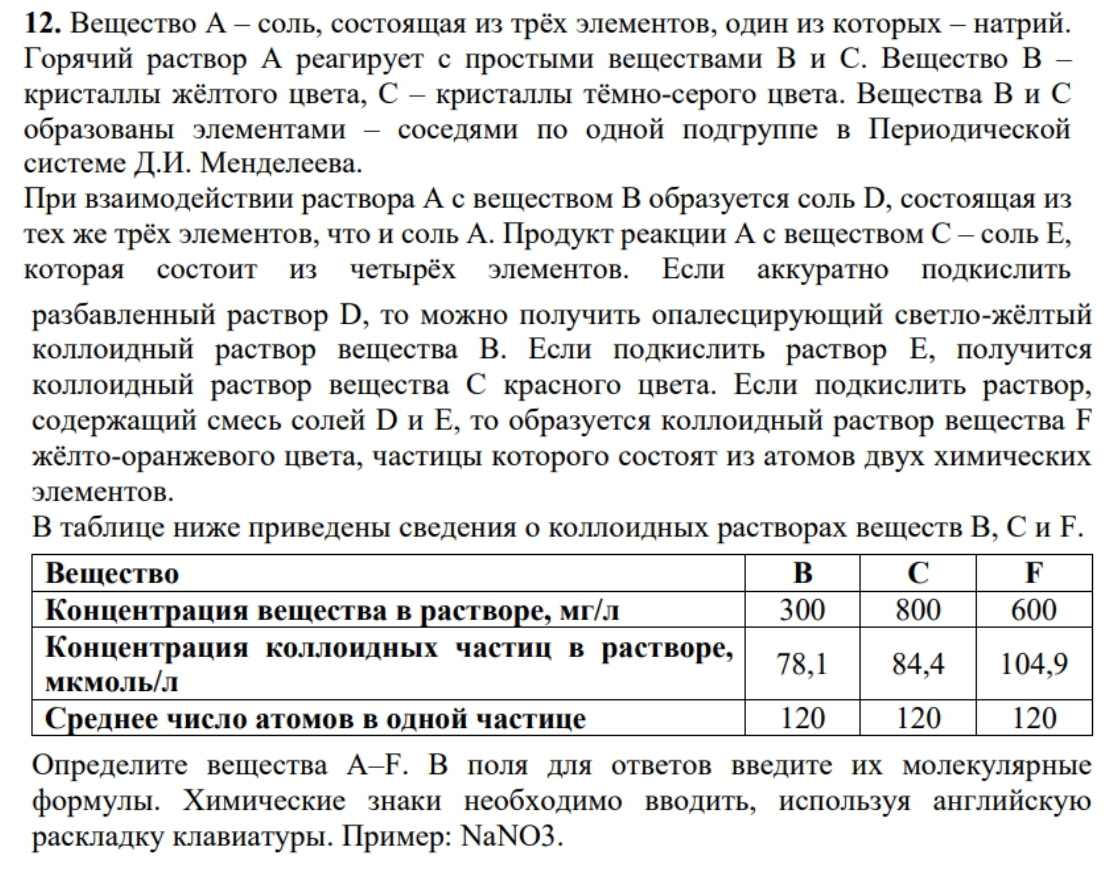 12. Вещество А – соль, состоящая из трёх элементов, один из которых – натрий.
Горячий раствор А реагирует с простыми веществами В и С. Вещество В –
кристаллы жёлтого цвета, С – кристаллы тёмно-серого цвета. Вещества В и С
образованы элементами – соседями по одной подгруппе в Периодической
системе Д.И. Менделеева.
При взаимодействии раствора А с веществом В образуется соль D, состоящая из
тех же трёх элементов, что и соль А. Продукт реакции А с веществом С – соль Е,
которая состоит из четырёх элементов. Если аккуратно подкислить
разбавленный раствор D, то можно получить опалесцирующий светло-жёлтый
коллоидный раствор вещества В. Если подкислить раствор Е, получится
коллоидный раствор вещества С красного цвета. Если подкислить раствор,
содержащий смесь солей D и Е, то образуется коллоидный раствор вещества F
жёлто-оранжевого цвета, частицы которого состоят из атомов двух химических
элементов.
В таблице ниже приведены сведения о коллоидных растворах веществ В, С и F.
Вещество В С F
Концентрация вещества в растворе, мг/л 300 800 600
Концентрация коллоидных частиц в растворе,
мкмоль/л 78,1 84,4 104,9
Среднее число атомов в одной частице 120 120 120
Определите вещества A–F. В поля для ответов введите их молекулярные
формулы. Химические знаки необходимо вводить, используя английскую
раскладку клавиатуры. Пример: NaNO3.